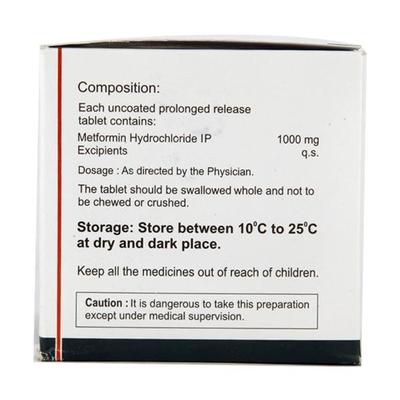 Composition:
Each uncoated prolonged release
tablet contains:
Metformin Hydrochloride IP 1000 mg
Excipients q.s.
Dosage : As directed by the Physician.
The tablet should be swallowed whole and not to
be chewed or crushed.
Storage: Store between 10⁰C to 25⁰C
at dry and dark place.
Keep all the medicines out of reach of children.
Caution : It is dangerous to take this preparation
except under medical supervision.